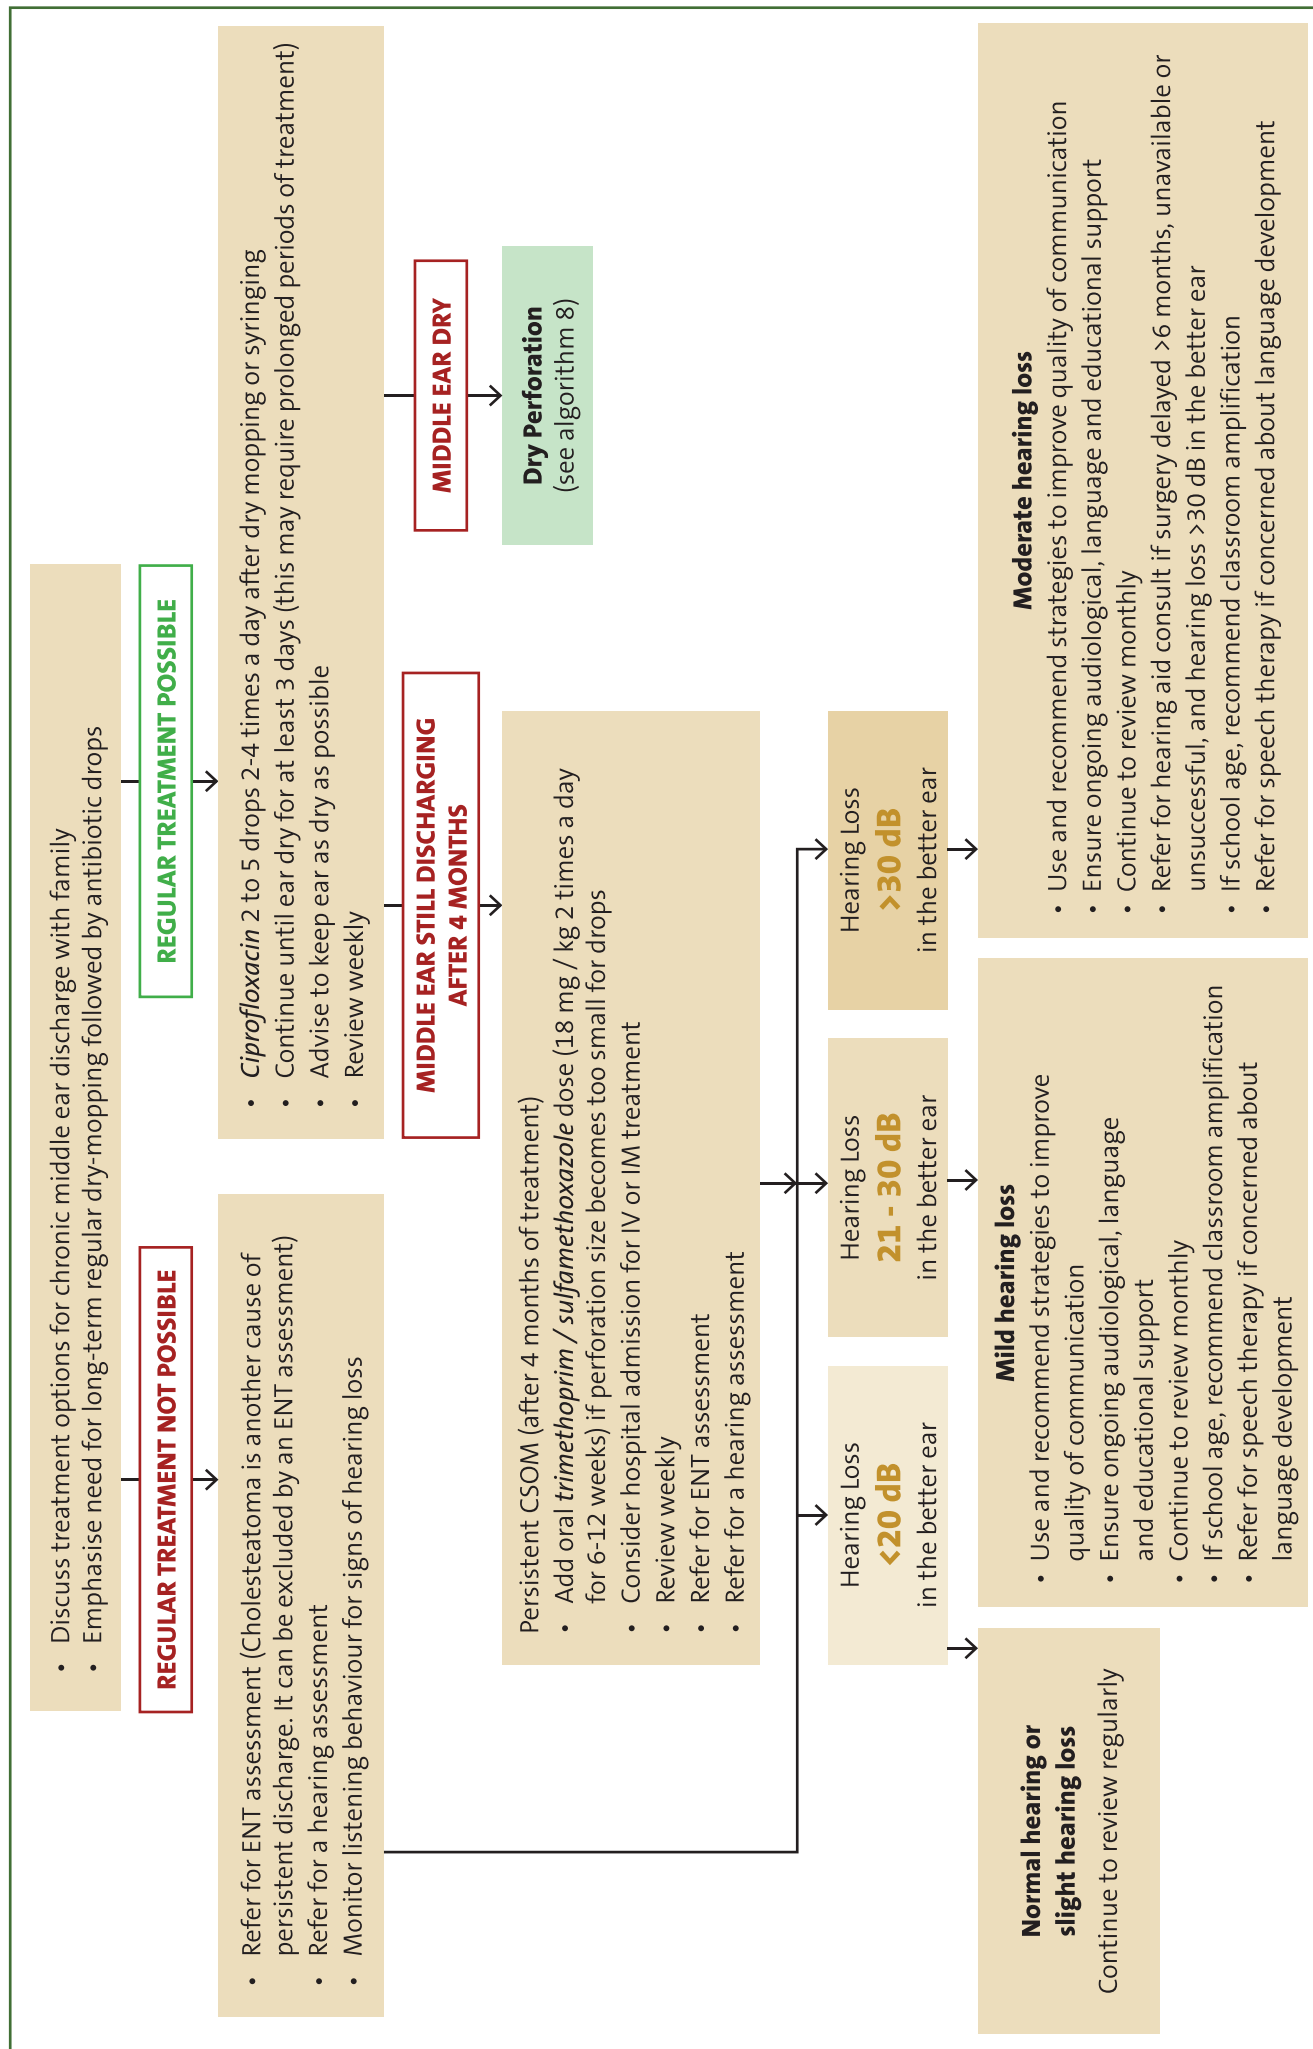 • Discuss treatment options for chronic middle ear discharge with family
• Emphasise need for long-term regular dry-mopping followed by antibiotic drops
REGULAR TREATMENT NOT POSSIBLE
REGULAR TREATMENT POSSIBLE
• Refer for ENT assessment (Cholesteatoma is another cause of
persistent discharge. It can be excluded by an ENT assessment)
• Refer for a hearing assessment
• Monitor listening behaviour for signs of hearing loss
• Ciprofloxacin 2 to 5 drops 2-4 times a day after dry mopping or syringing
• Continue until ear dry for at least 3 days (this may require prolonged periods of treatment)
• Advise to keep ear as dry as possible
• Review weekly
MIDDLE EAR STILL DISCHARGING
AFTER 4 MONTHS
MIDDLE EAR DRY
Persistent CSOM (after 4 months of treatment)
• Add oral trimethoprim / sulfamethoxazole dose (18 mg / kg 2 times a day
for 6-12 weeks) if perforation size becomes too small for drops
• Consider hospital admission for IV or IM treatment
• Review weekly
• Refer for ENT assessment
• Refer for a hearing assessment
Dry Perforation
(see algorithm 8)
Hearing Loss
<20 dB
in the better ear
Hearing Loss
21 - 30 dB
in the better ear
Hearing Loss
>30 dB
in the better ear
Normal hearing or
slight hearing loss
Continue to review regularly
Mild hearing loss
• Use and recommend strategies to improve
quality of communication
• Ensure ongoing audiological, language
and educational support
• Continue to review monthly
• If school age, recommend classroom amplification
• Refer for speech therapy if concerned about
language development
Moderate hearing loss
• Use and recommend strategies to improve quality of communication
• Ensure ongoing audiological, language and educational support
• Continue to review monthly
• Refer for hearing aid consult if surgery delayed >6 months, unavailable or
unsuccessful, and hearing loss >30 dB in the better ear
• If school age, recommend classroom amplification
• Refer for speech therapy if concerned about language development